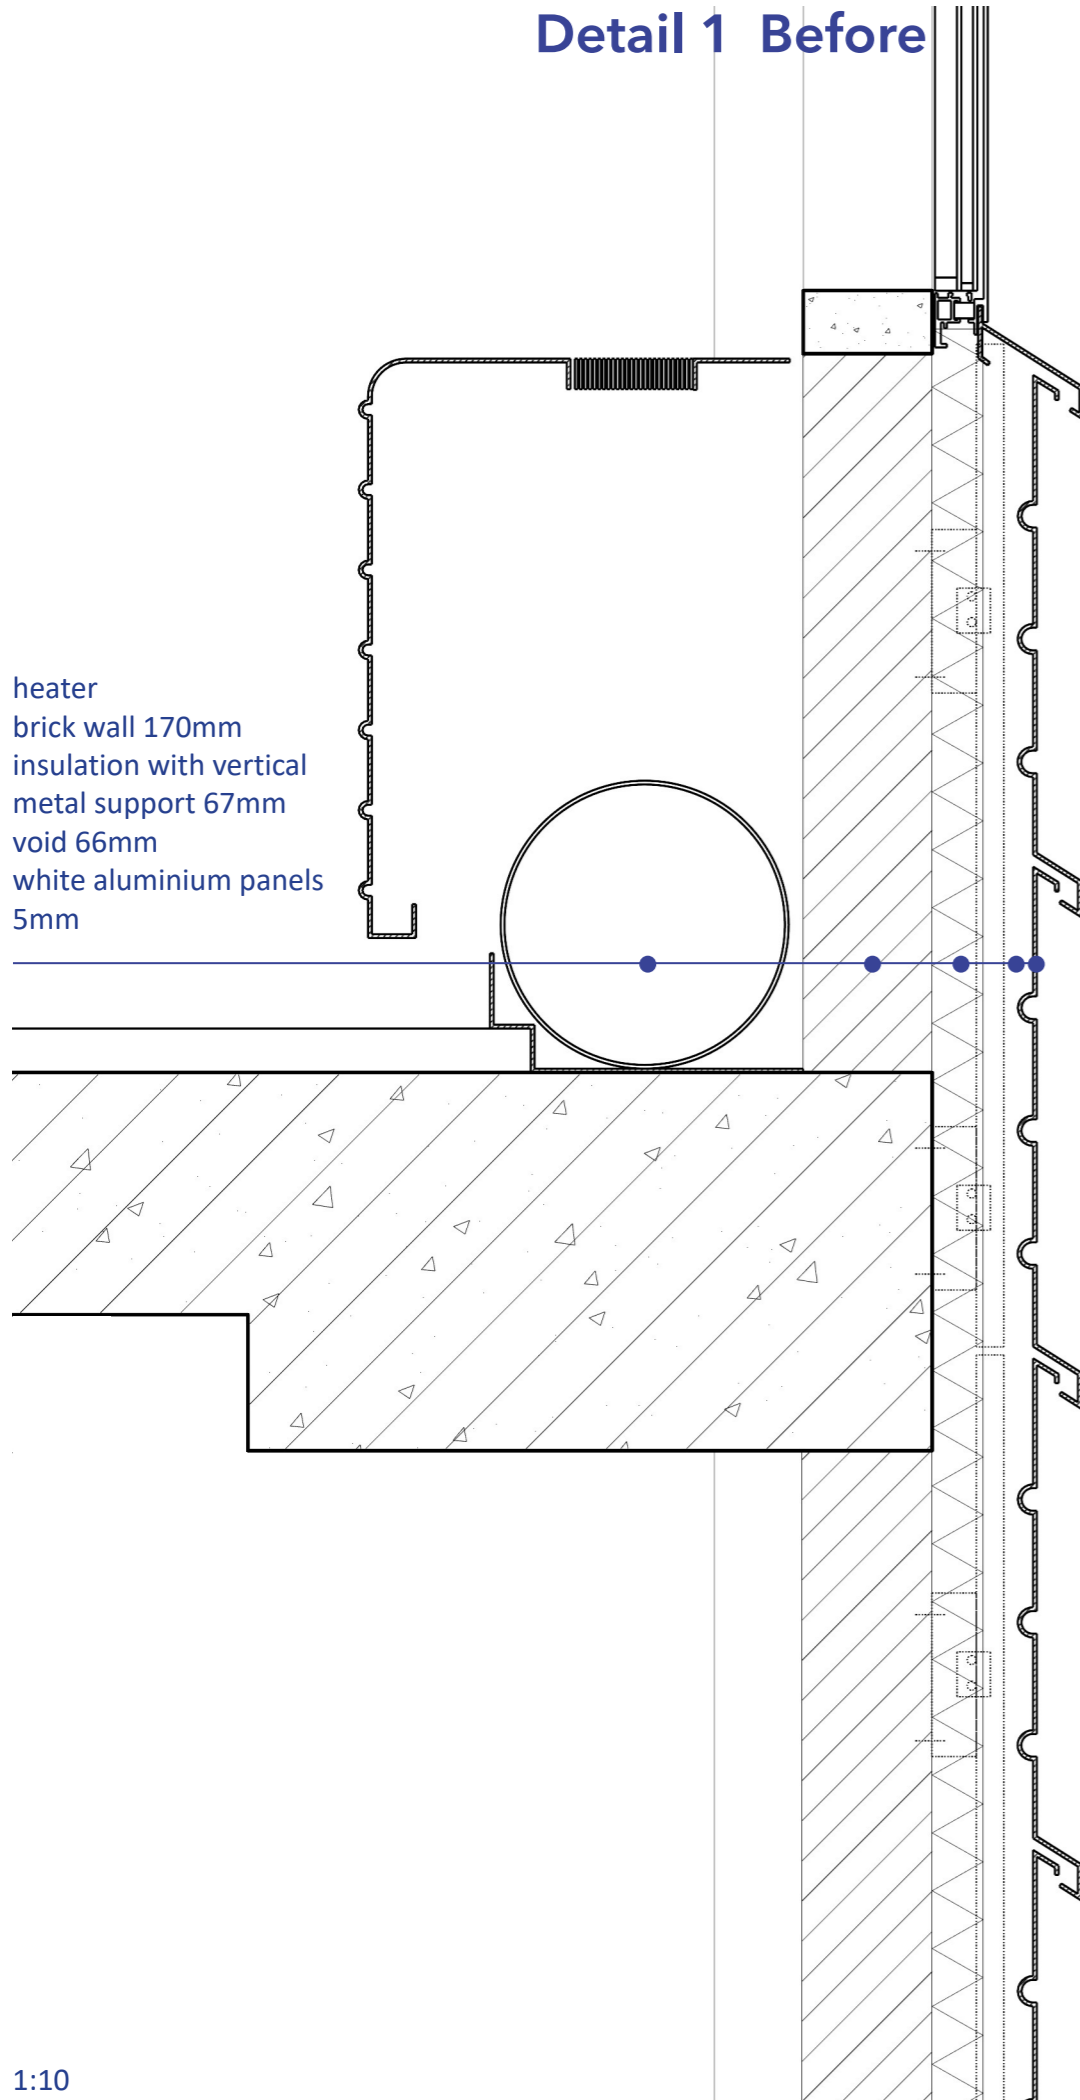 Detail 1 Before
heater
brick wall 170mm
insulation with vertical
metal support 67mm
void 66mm
white aluminium panels
5mm
1:10